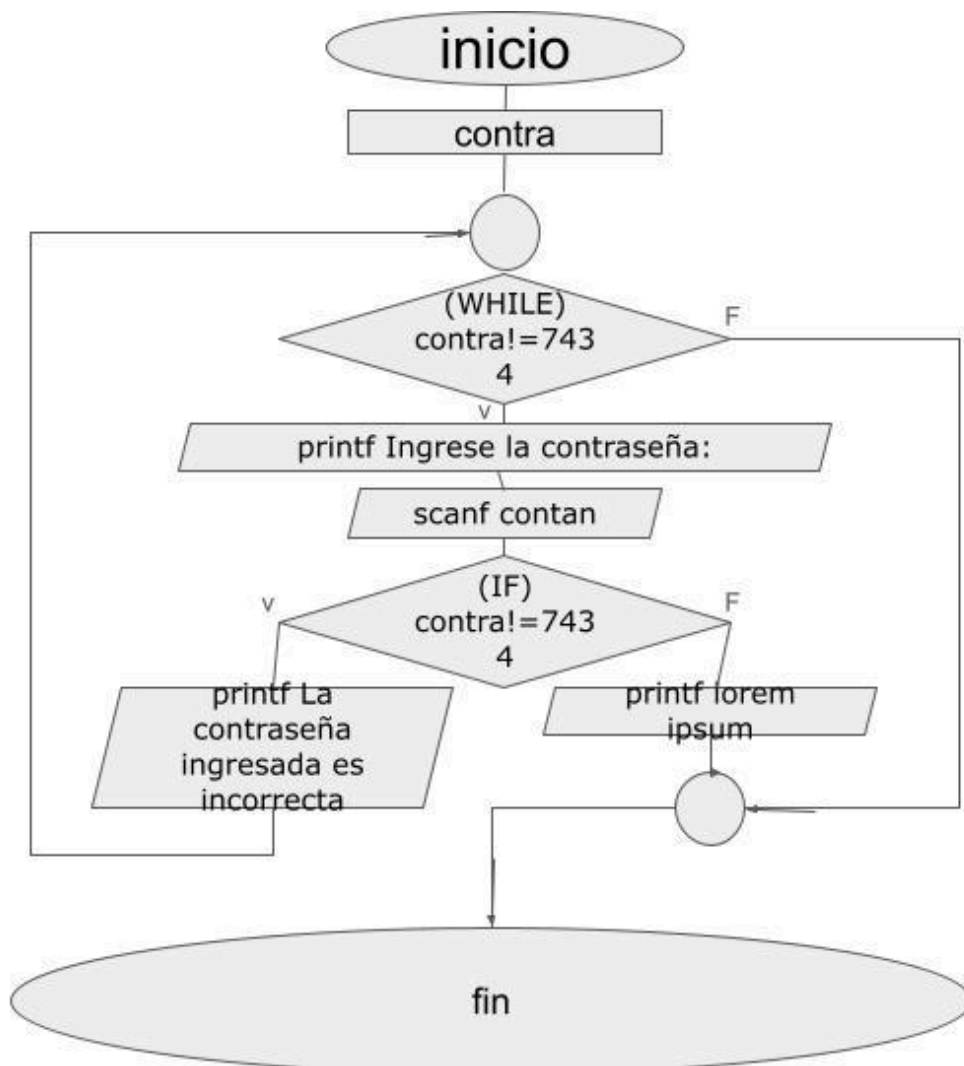 inicio
contra
(WHILE)
contra!=743
4
F
v
printf Ingrese la contraseña:
scanf contan
(IF)
contra!=743
4
v
F
printf La
contraseña
ingresada es
incorrecta
printf lorem
ipsum
fin